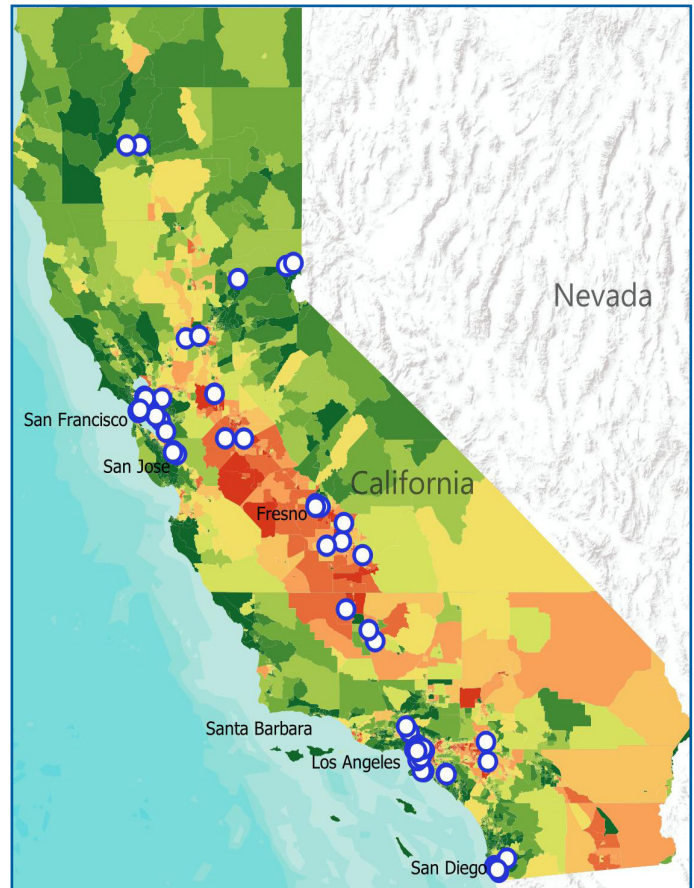 Nevada
San Francisco
San Jose
California
Fresno
Santa Barbara
Los Angeles
San Diego